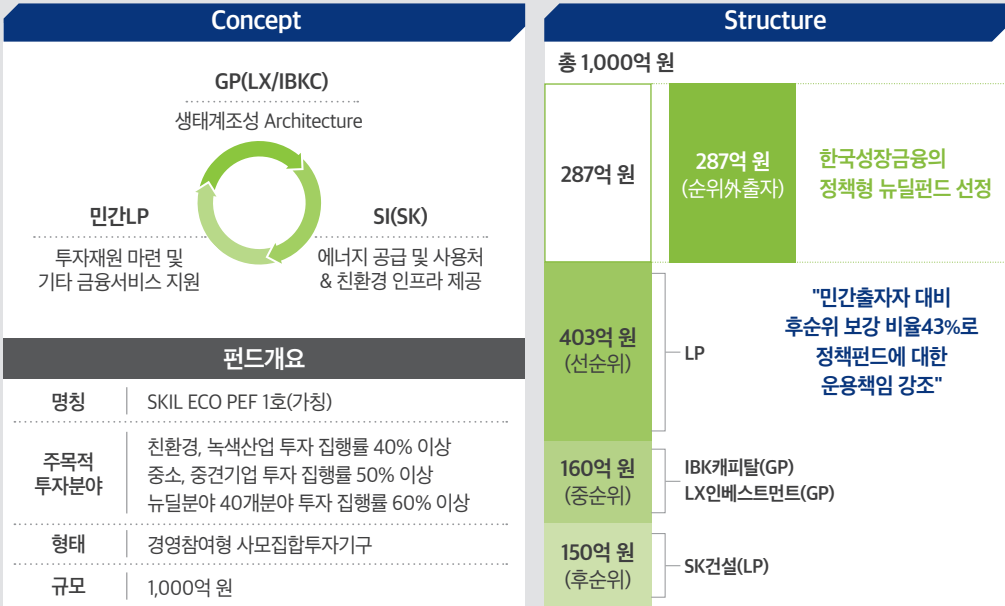 Concept
GP(LX/IBKC)
생태계조성 Architecture
민간LP
투자재원 마련 및
기타 금융서비스 지원
SI(SK)
에너지 공급 및 사용처
& 친환경 인프라 제공
펀드개요
명칭
SKIL ECO PEF 1호(가칭)
주목적
투자분야
친환경, 녹색산업 투자 집행률 40% 이상
중소, 중견기업 투자 집행률 50% 이상
뉴딜분야 40개분야 투자 집행률 60% 이상
형태
경영참여형 사모집합투자기구
규모
1,000억 원
Structure
총 1,000억 원
287억 원
287억 원
(순위外출자)
한국성장금융의
정책형 뉴딜펀드 선정
403억 원
(선순위)
LP
"민간출자자 대비
후순위 보강 비율43%로
정책펀드에 대한
운용책임 강조"
160억 원
(중순위)
IBK캐피탈(GP)
LX인베스트먼트(GP)
150억 원
(후순위)
SK건설(LP)